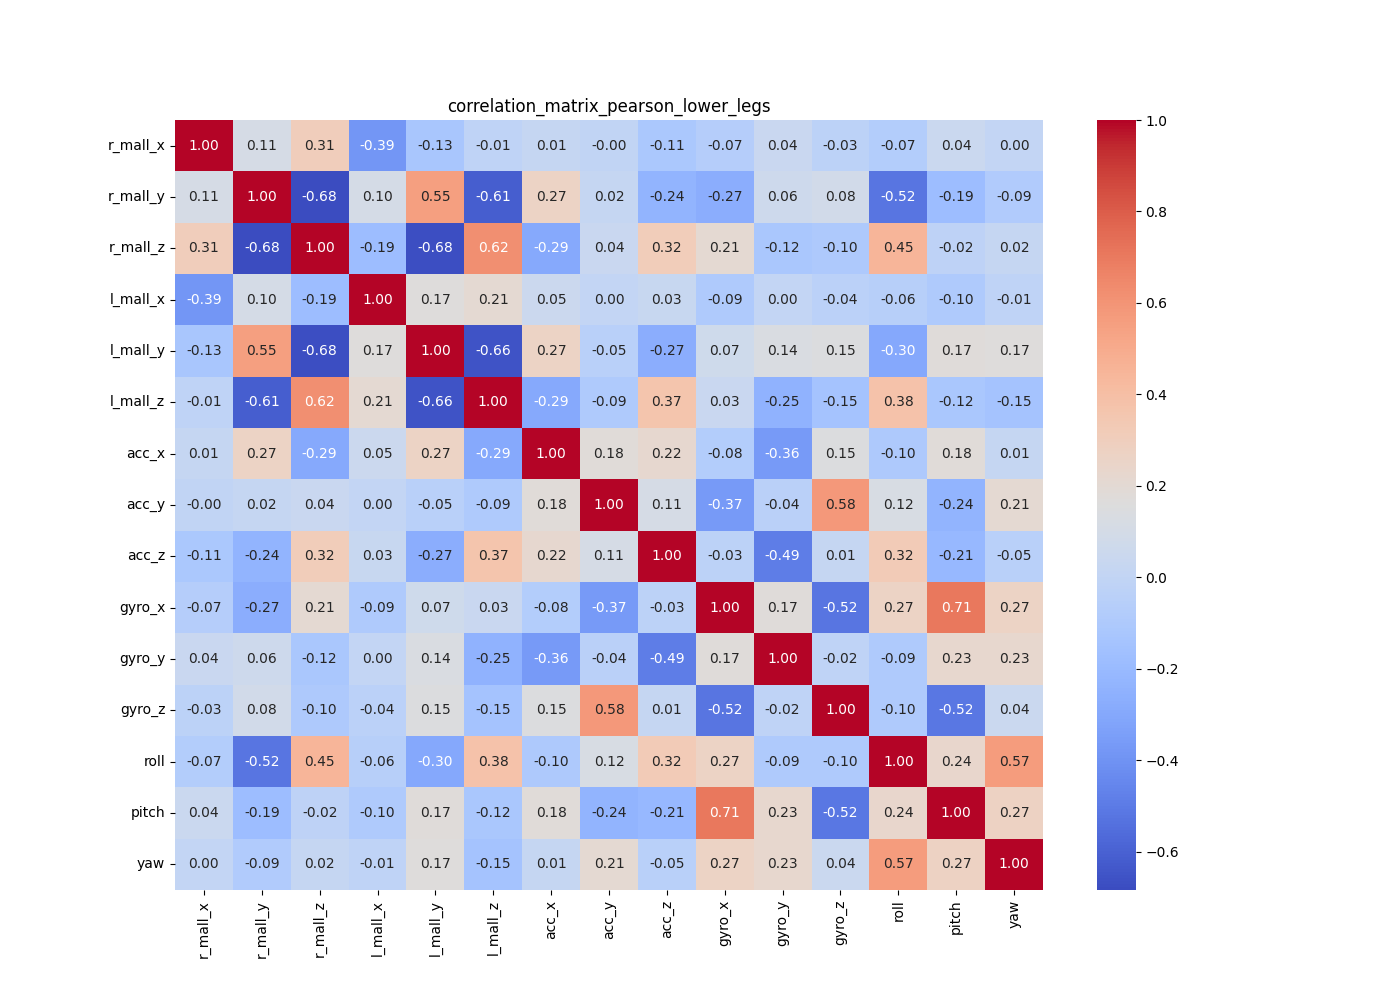 correlation_matrix_pearson_lower_legs
r_mall_x 1.00 0.11 0.31 -0.39 -0.13 -0.01 0.01 -0.00 -0.11 -0.07 0.04 -0.03 -0.07 0.04 0.00
r_mall_y 0.11 1.00 -0.68 0.10 0.55 -0.61 0.27 0.02 -0.24 -0.27 0.06 0.08 -0.52 -0.19 -0.09
r_mall_z 0.31 -0.68 1.00 -0.19 -0.68 0.62 -0.29 0.04 0.32 0.21 -0.12 -0.10 0.45 -0.02 0.02
l_mall_x -0.39 0.10 -0.19 1.00 0.17 0.21 0.05 0.00 0.03 -0.09 0.00 -0.04 -0.06 -0.10 -0.01
l_mall_y -0.13 0.55 -0.68 0.17 1.00 -0.66 0.27 -0.05 -0.27 0.07 0.14 0.15 -0.30 0.17 0.17
l_mall_z -0.01 -0.61 0.62 0.21 -0.66 1.00 -0.29 -0.09 0.37 0.03 -0.25 -0.15 0.38 -0.12 -0.15
acc_x 0.01 0.27 -0.29 0.05 0.27 -0.29 1.00 0.18 0.22 -0.08 -0.36 0.15 -0.10 0.18 0.01
acc_y -0.00 0.02 0.04 0.00 -0.05 -0.09 0.18 1.00 0.11 -0.37 -0.04 0.58 0.12 -0.24 0.21
acc_z -0.11 -0.24 0.32 0.03 -0.27 0.37 0.22 0.11 1.00 -0.03 -0.49 0.01 0.32 -0.21 -0.05
gyro_x -0.07 -0.27 0.21 -0.09 0.07 0.03 -0.08 -0.37 -0.03 1.00 0.17 -0.52 0.27 0.71 0.27
gyro_y 0.04 0.06 -0.12 0.00 0.14 -0.25 -0.36 -0.04 -0.49 0.17 1.00 -0.02 -0.09 0.23 0.23
gyro_z -0.03 0.08 -0.10 -0.04 0.15 -0.15 0.15 0.58 0.01 -0.52 -0.02 1.00 -0.10 -0.52 0.04
roll -0.07 -0.52 0.45 -0.06 -0.30 0.38 -0.10 0.12 0.32 0.27 -0.09 -0.10 1.00 0.24 0.57
pitch 0.04 -0.19 -0.02 -0.10 0.17 -0.12 0.18 -0.24 -0.21 0.71 0.23 -0.52 0.24 1.00 0.27
yaw 0.00 -0.09 0.02 -0.01 0.17 -0.15 0.01 0.21 -0.05 0.27 0.23 0.04 0.57 0.27 1.00
r_mall_x r_mall_y r_mall_z l_mall_x l_mall_y l_mall_z acc_x acc_y acc_z gyro_x gyro_y gyro_z roll pitch yaw
1.0
0.8
0.6
0.4
0.2
0.0
−0.2
−0.4
−0.6